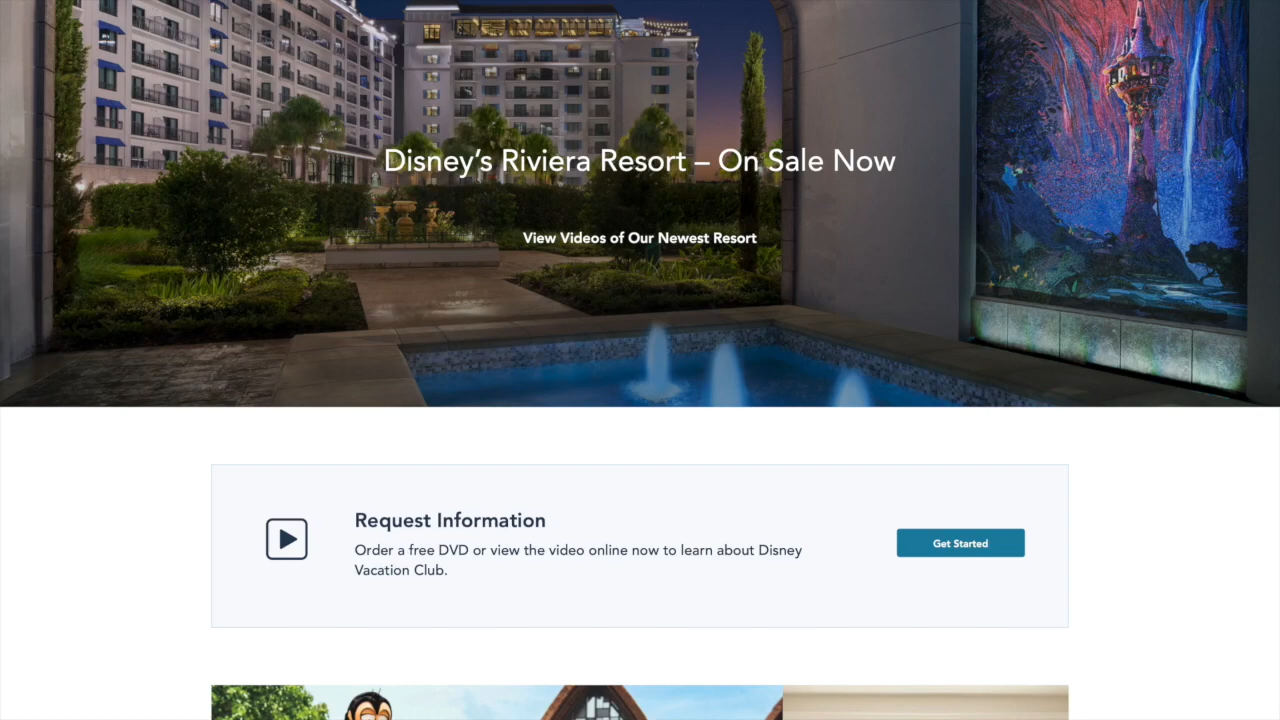 Disney’s Riviera Resort – On Sale Now
View Videos of Our Newest Resort
Request Information
Order a free DVD or view the video online now to learn about Disney
Vacation Club.
Get Started